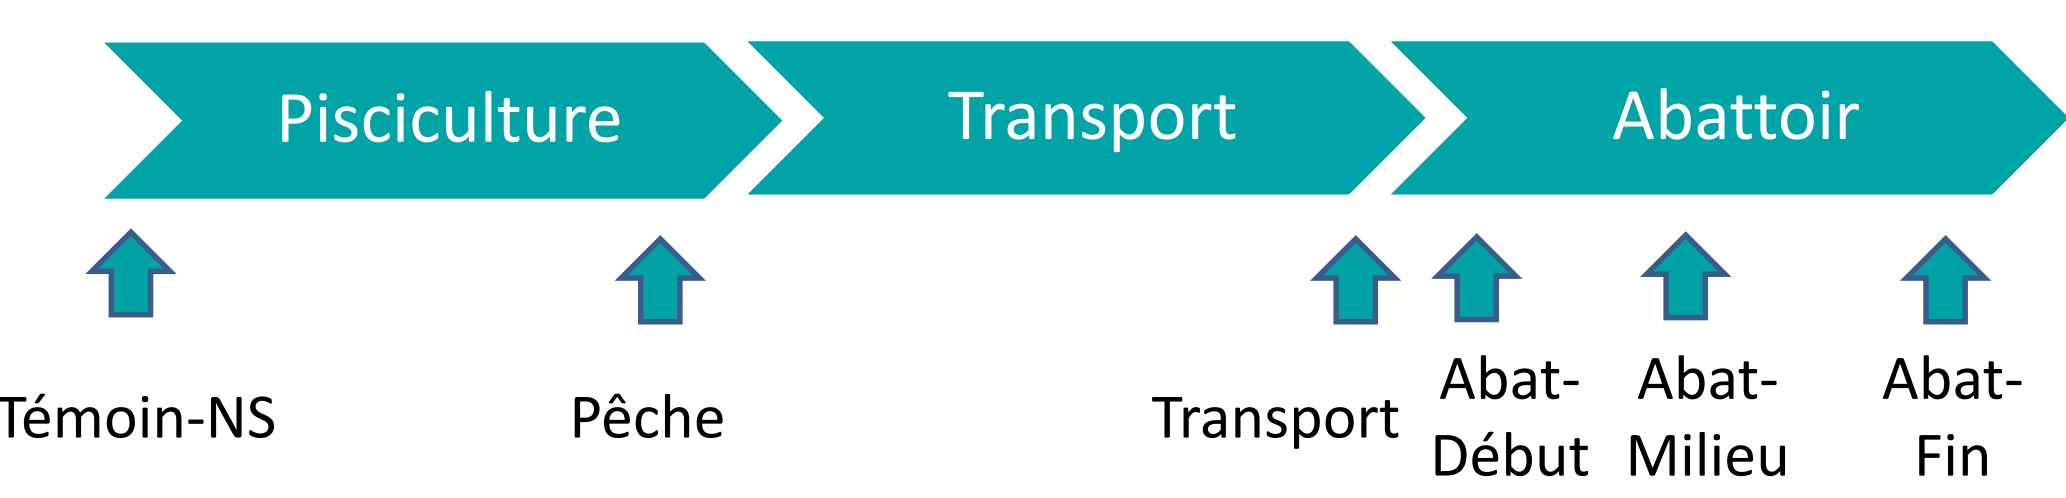 Pisciculture
Transport
Abattoir
Témoin-NS
Pêche
Transport
Abat-
Début
Abat-
Milieu
Abat-
Fin